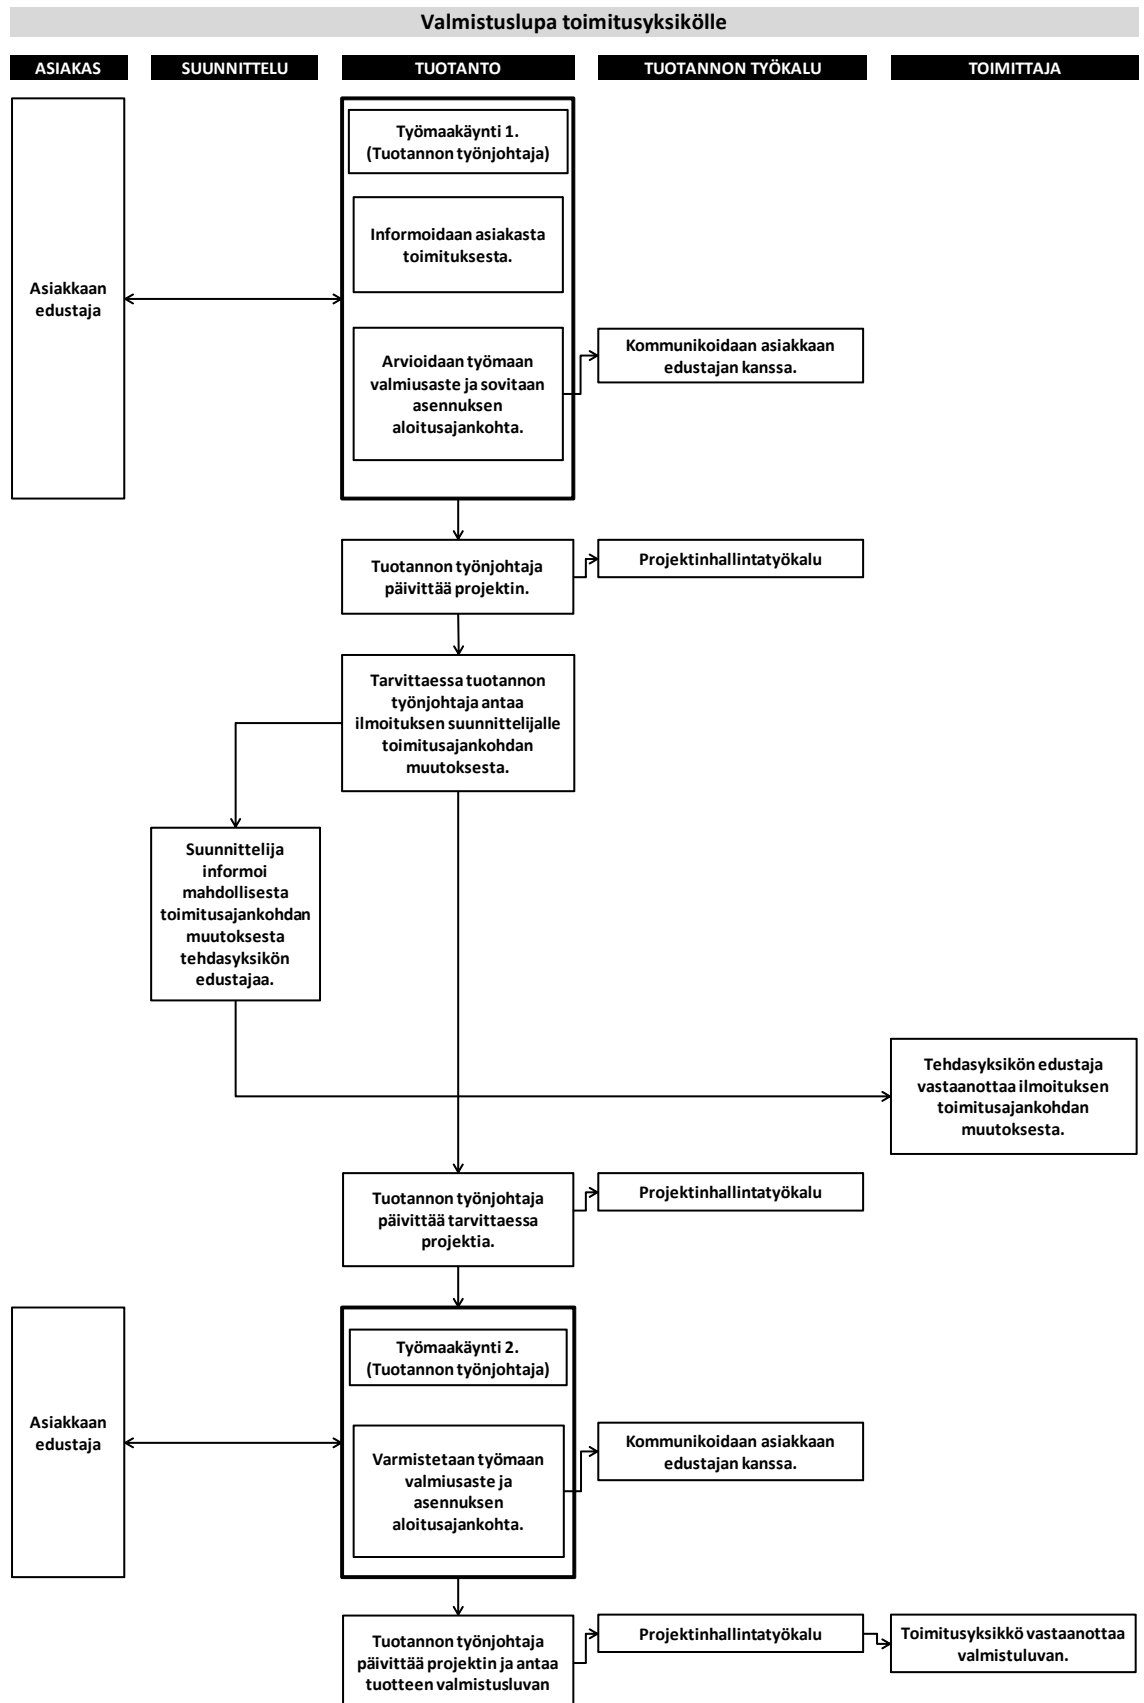 Valmistuslupa toimitusyksikölle
ASIAKAS
SUUNNITTELU
TUOTANTO
TUOTANNON TYÖKALU
TOIMITTAJA
Työmaakäynti 1.
(Tuotannon työnjohtaja)
Informoidaan asiakasta
toimituksesta.
Asiakkaan
edustaja
Arvioidaan työmaan
valmiusaste ja sovitaan
asennuksen
aloitusajankohta.
Kommunikoidaan asiakkaan
edustajan kanssa.
Tuotannon työnjohtaja
päivittää projektin.
Projektinhallintatyökalu
Tarvittaessa tuotannon
työnjohtaja antaa
ilmoituksen suunnittelijalle
toimitusajankohdan
muutoksesta.
Suunnittelija
informoi
mahdollisesta
toimitusajankohdan
muutoksesta
tehdasyksikön
edustajaa.
Tehdasyksikön edustaja
vastaanottaa ilmoituksen
toimitusajankohdan
muutoksesta.
Tuotannon työnjohtaja
päivittää tarvittaessa
projektia.
Projektinhallintatyökalu
Työmaakäynti 2.
(Tuotannon työnjohtaja)
Asiakkaan
edustaja
Varmistetaan työmaan
valmiusaste ja
asennuksen
aloitusajankohta.
Kommunikoidaan asiakkaan
edustajan kanssa.
Tuotannon työnjohtaja
päivittää projektin ja antaa
tuotteen valmistusluvan
Projektinhallintatyökalu
Toimitusyksikkö vastaanottaa
valmistuluvan.